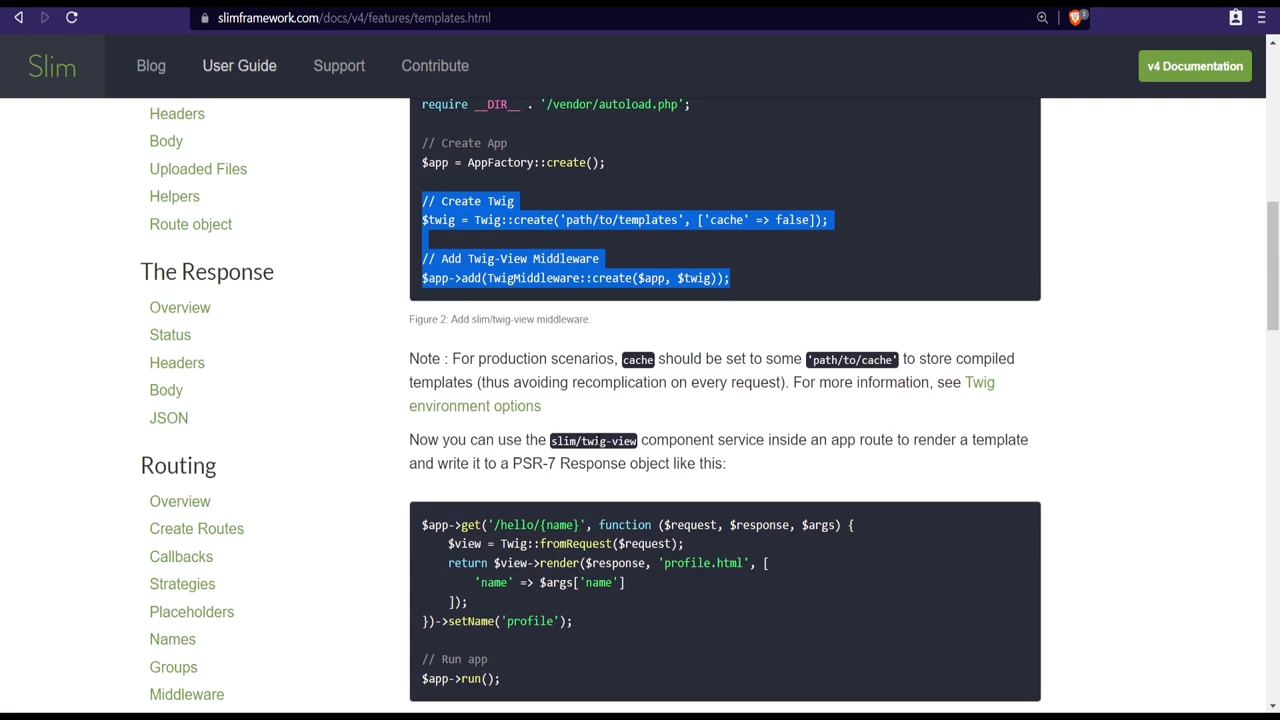 slimframework.com/docs/v4/features/templates.html
3
Slim
Blog
User Guide
Support
Contribute
v4 Documentation
Headers
Body
Uploaded Files
Helpers
Route object
The Response
Overview
Status
Headers
Body
JSON
Routing
Overview
Create Routes
Callbacks
Strategies
Placeholders
Names
Groups
Middleware
require __DIR__ . '/vendor/autoload.php';
// Create App
$app = AppFactory::create();
// Create Twig
$twig = Twig::create('path/to/templates', ['cache' => false]);
// Add Twig-View Middleware
$app->add(TwigMiddleware::create($app, $twig));
Figure 2: Add slim/twig-view middleware.
Note : For production scenarios, cache should be set to some 'path/to/cache' to store compiled
templates (thus avoiding recomplication on every request). For more information, see Twig
environment options
Now you can use the slim/twig-view component service inside an app route to render a template
and write it to a PSR-7 Response object like this:
$app->get('/hello/{name}', function ($request, $response, $args) {
$view = Twig::fromRequest($request);
return $view->render($response, 'profile.html', [
'name' => $args['name']
]);
})->setName('profile');
// Run app
$app->run();